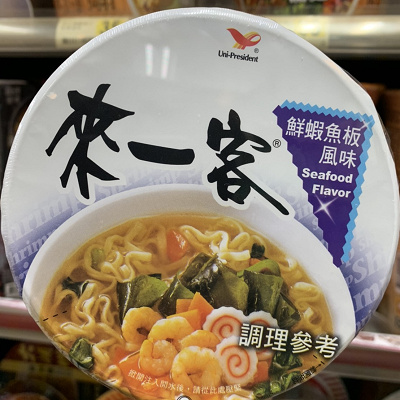 Uni-President®
來一客®
鮮蝦魚板
風味
Seafood
Flavor
調理參考